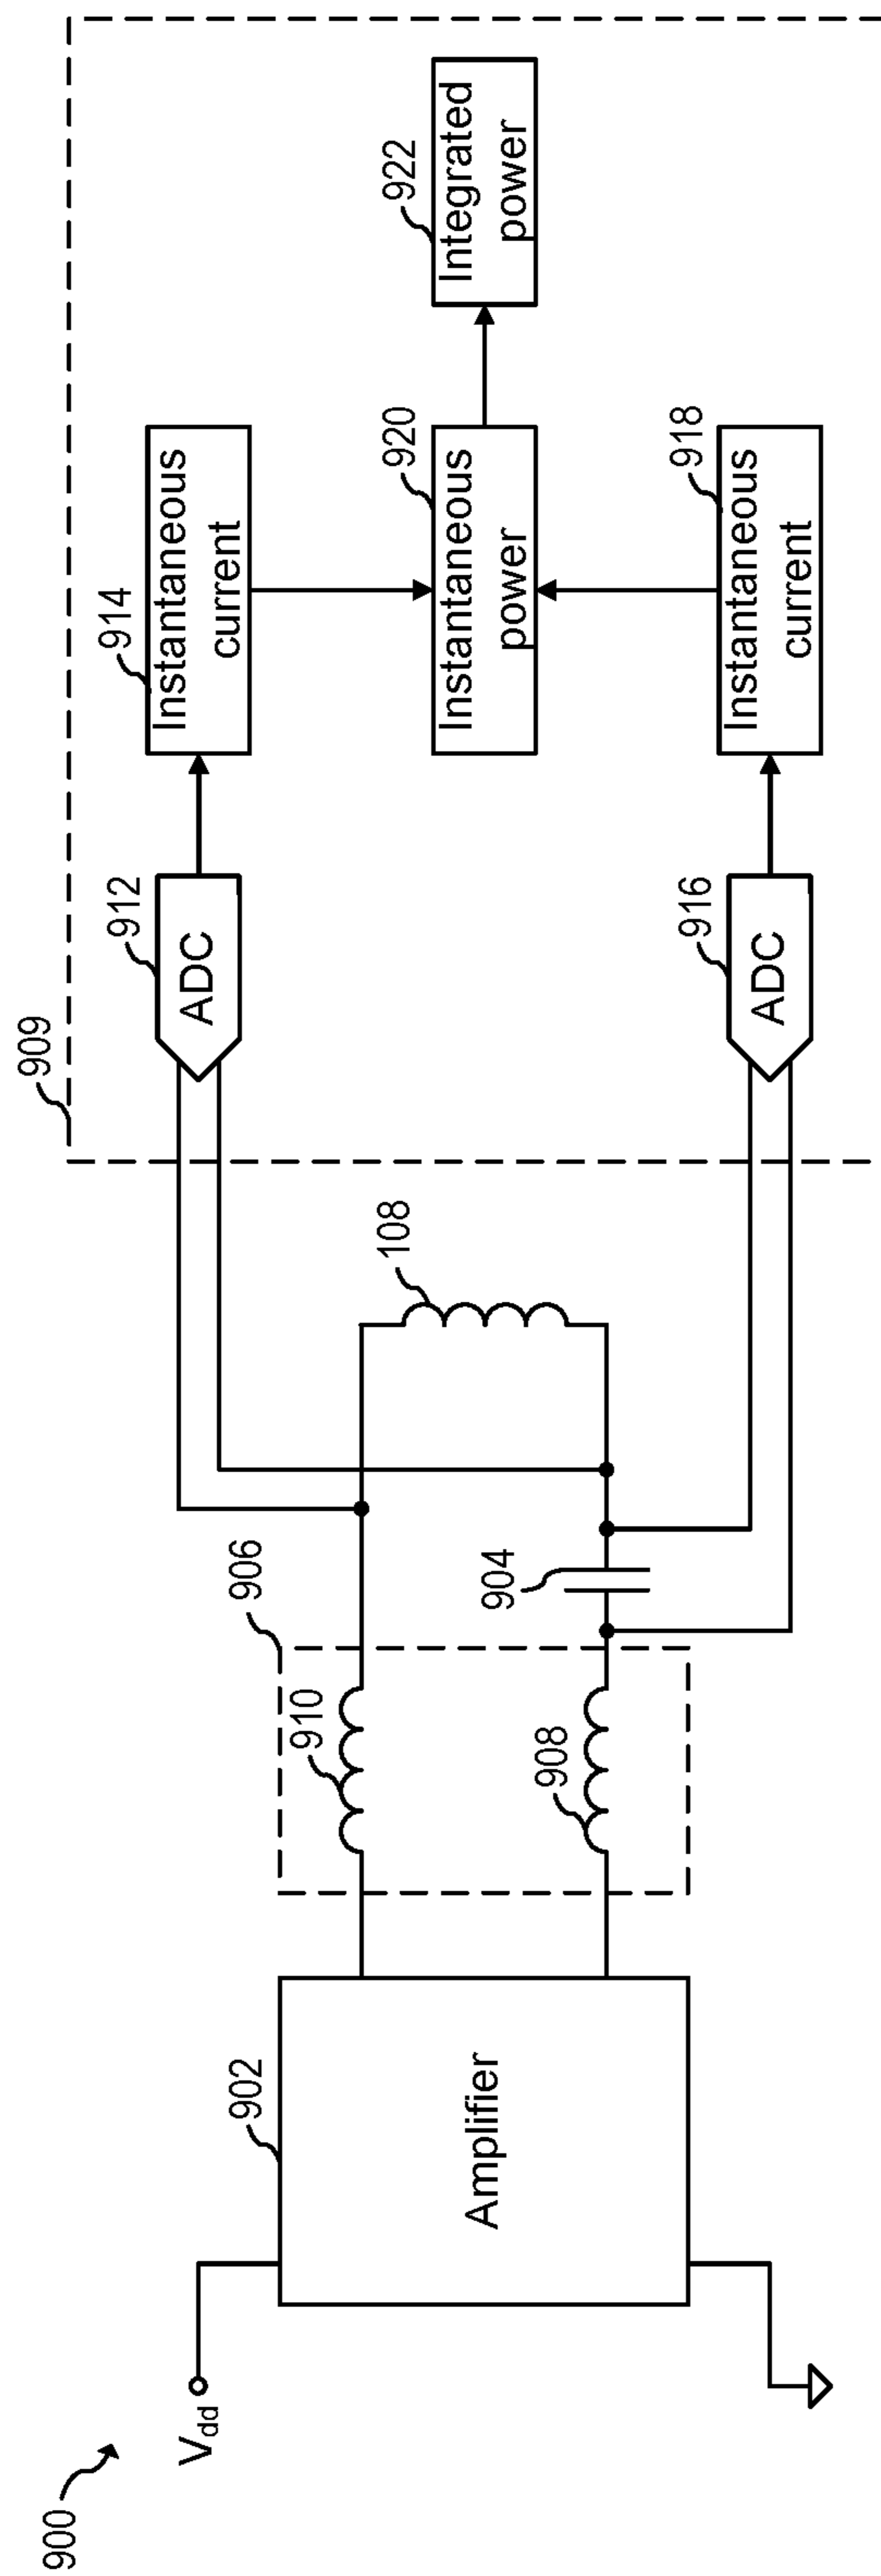 900
V_dd
902
Amplifier
906
910
908
904
108
909
912
ADC
916
ADC
914
Instantaneous
current
920
Instantaneous
power
918
Instantaneous
current
922
Integrated
power